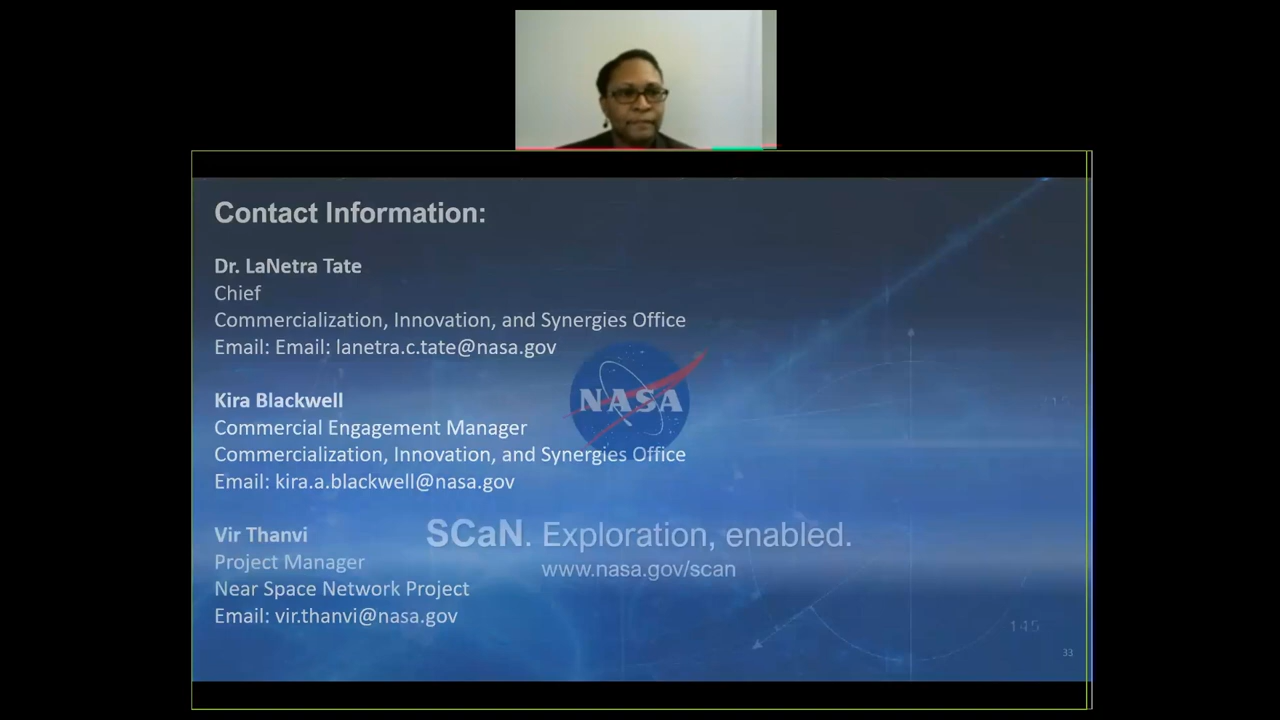 Contact Information:
Dr. LaNetra Tate
Chief
Commercialization, Innovation, and Synergies Office
Email: Email: lanetra.c.tate@nasa.gov
Kira Blackwell
Commercial Engagement Manager
Commercialization, Innovation, and Synergies Office
Email: kira.a.blackwell@nasa.gov
Vir Thanvi
Project Manager
Near Space Network Project
Email: vir.thanvi@nasa.gov
NASA
SCaN. Exploration, enabled.
www.nasa.gov/scan
145
33